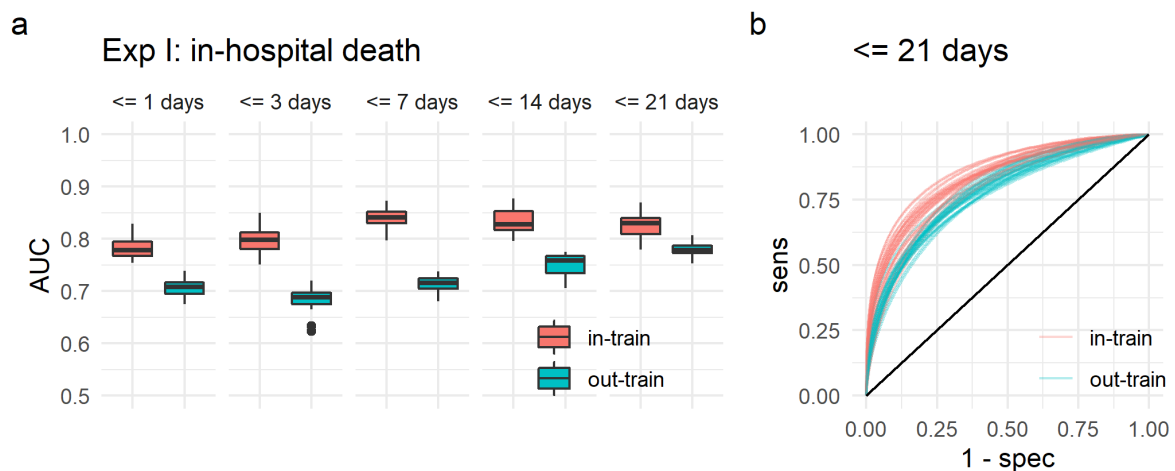 a
Exp I: in-hospital death
<= 1 days
<= 3 days
<= 7 days
<= 14 days
<= 21 days
AUC
1.0
0.9
0.8
0.7
0.6
0.5
in-train
out-train
b
<= 21 days
sens
1.00
0.75
0.50
0.25
0.00
in-train
out-train
0.00 0.25 0.50 0.75 1.00
1 - spec